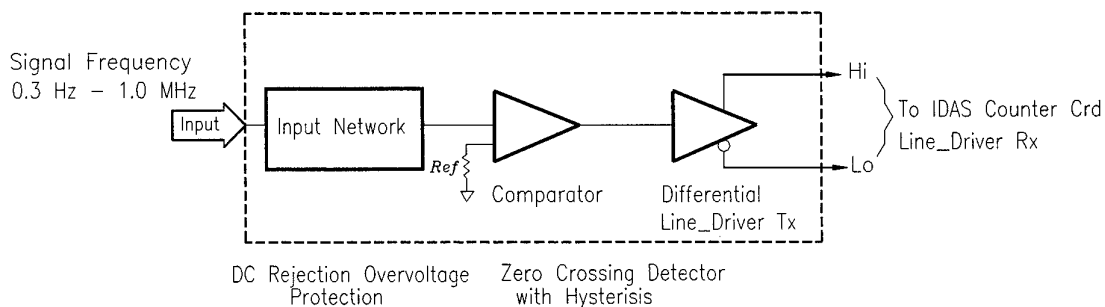 Signal Frequency
0.3 Hz - 1.0 MHz
Input
Input Network
Ref
Comparator
Differential
Line_Driver Tx
Hi
Lo
To IDAS Counter Crd
Line_Driver Rx
DC Rejection Overvoltage
Protection
Zero Crossing Detector
with Hysterisis